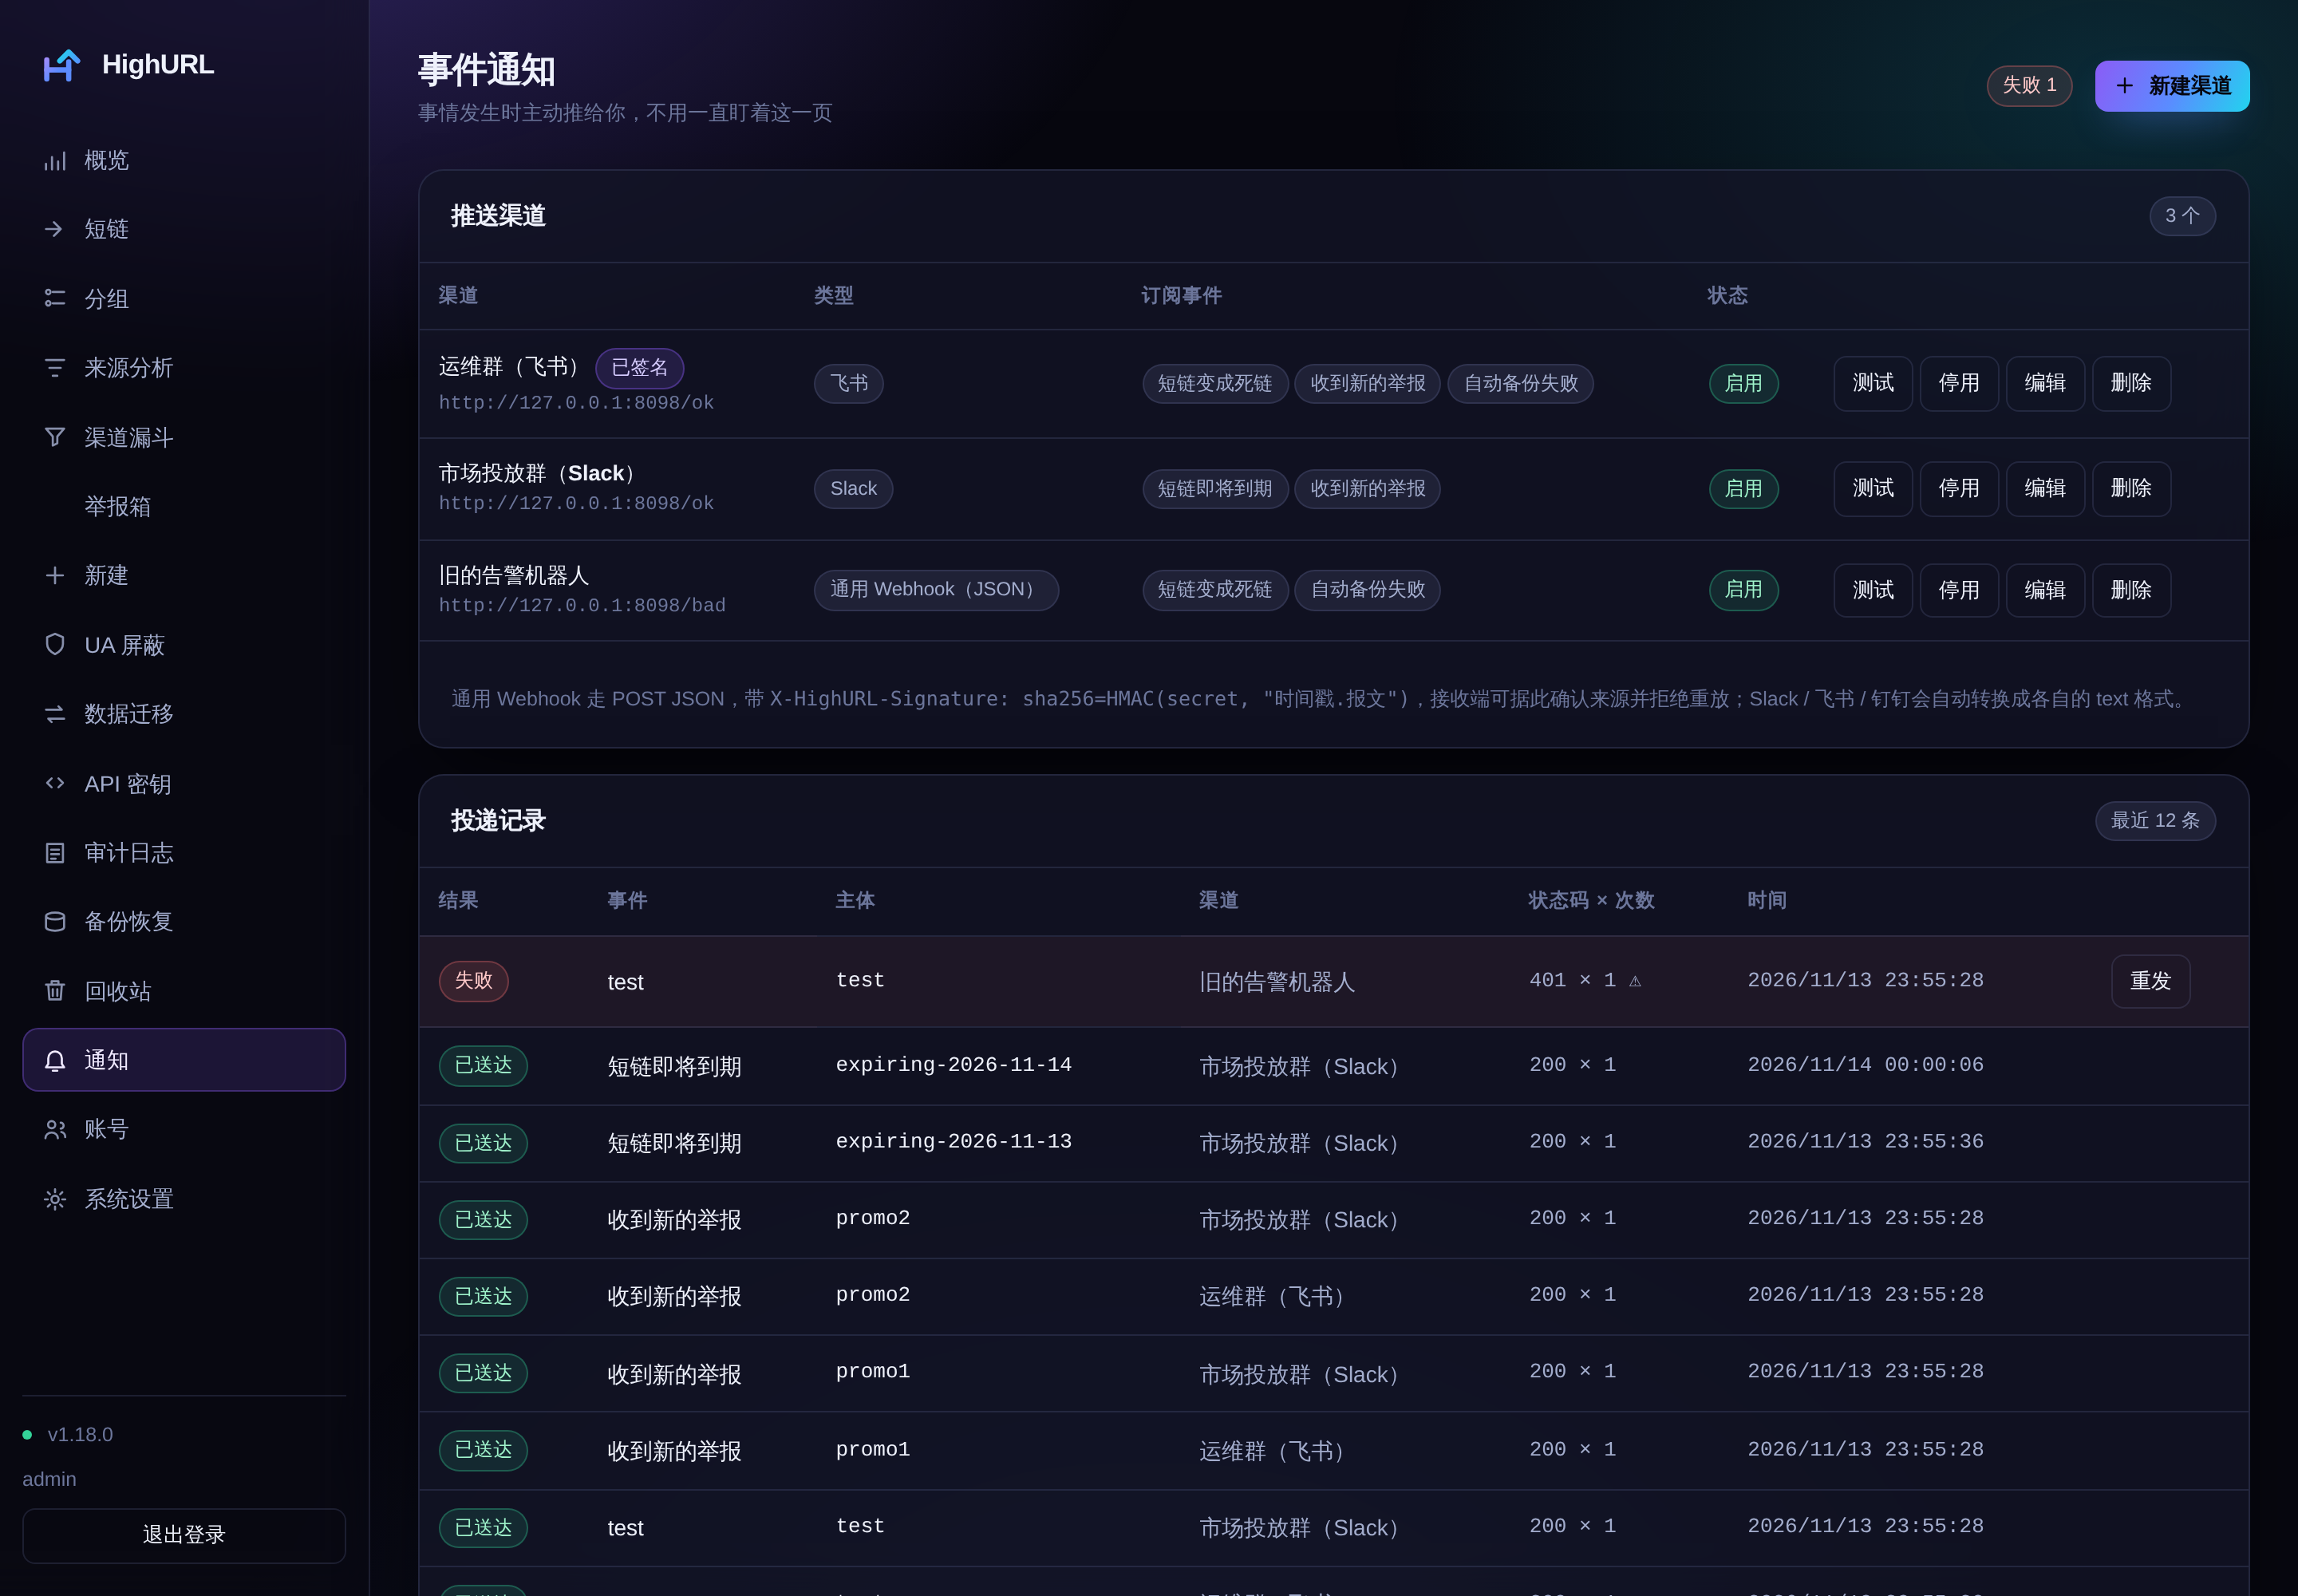 HighURL
概览
短链
分组
来源分析
渠道漏斗
举报箱
新建
UA 屏蔽
数据迁移
API 密钥
审计日志
备份恢复
回收站
通知
账号
系统设置
v1.18.0
admin
退出登录
事件通知
事情发生时主动推给你，不用一直盯着这一页
失败 1
新建渠道
推送渠道
3 个
渠道 类型 订阅事件 状态
运维群（飞书） 已签名
http://127.0.0.1:8098/ok
飞书 短链变成死链 收到新的举报 自动备份失败 启用 测试 停用 编辑 删除
市场投放群（Slack）
http://127.0.0.1:8098/ok
Slack 短链即将到期 收到新的举报 启用 测试 停用 编辑 删除
旧的告警机器人
http://127.0.0.1:8098/bad
通用 Webhook（JSON） 短链变成死链 自动备份失败 启用 测试 停用 编辑 删除
通用 Webhook 走 POST JSON，带 X-HighURL-Signature: sha256=HMAC(secret, "时间戳.报文")，接收端可据此确认来源并拒绝重放；Slack / 飞书 / 钉钉会自动转换成各自的 text 格式。
投递记录
最近 12 条
结果 事件 主体 渠道 状态码 × 次数 时间
失败 test test 旧的告警机器人 401 × 1 ⚠ 2026/11/13 23:55:28 重发
已送达 短链即将到期 expiring-2026-11-14 市场投放群（Slack） 200 × 1 2026/11/14 00:00:06
已送达 短链即将到期 expiring-2026-11-13 市场投放群（Slack） 200 × 1 2026/11/13 23:55:36
已送达 收到新的举报 promo2 市场投放群（Slack） 200 × 1 2026/11/13 23:55:28
已送达 收到新的举报 promo2 运维群（飞书） 200 × 1 2026/11/13 23:55:28
已送达 收到新的举报 promo1 市场投放群（Slack） 200 × 1 2026/11/13 23:55:28
已送达 收到新的举报 promo1 运维群（飞书） 200 × 1 2026/11/13 23:55:28
已送达 test test 市场投放群（Slack） 200 × 1 2026/11/13 23:55:28